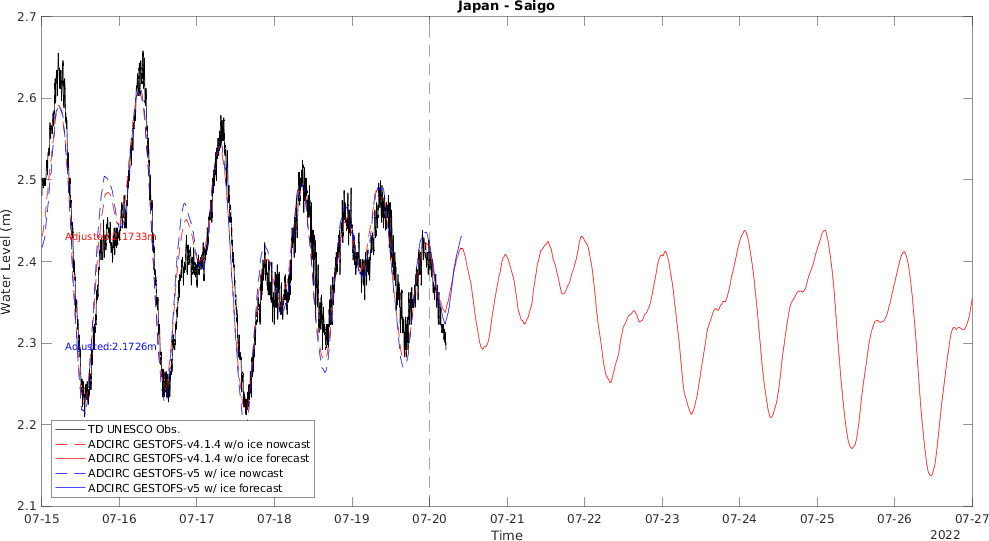 Japan - Saigo
2.7
2.6
2.5
2.4
2.3
2.2
2.1
Water Level (m)
Adjusted:2.1733m
Adjusted:2.1726m
TD UNESCO Obs.
ADCIRC GESTOFS-v4.1.4 w/o ice nowcast
ADCIRC GESTOFS-v4.1.4 w/o ice forecast
ADCIRC GESTOFS-v5 w/ ice nowcast
ADCIRC GESTOFS-v5 w/ ice forecast
07-15 07-16 07-17 07-18 07-19 07-20 07-21 07-22 07-23 07-24 07-25 07-26 07-27
Time
2022